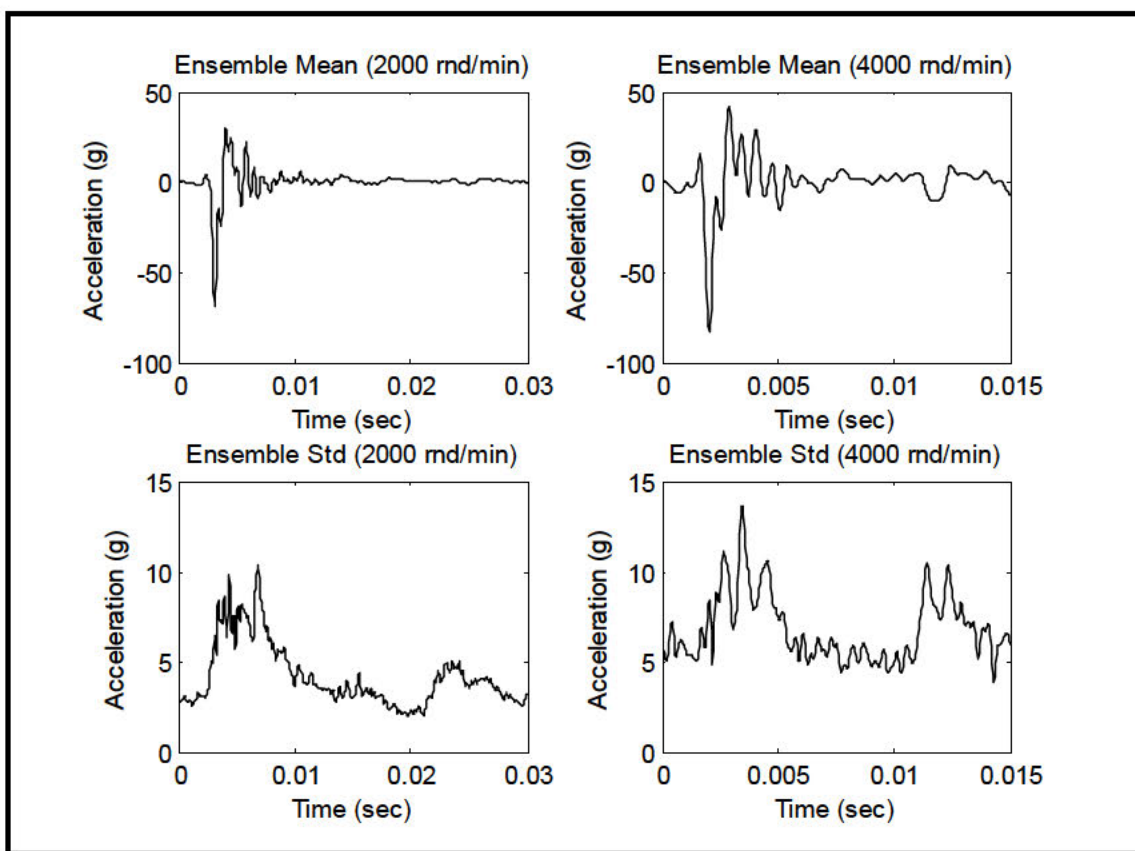 Ensemble Mean (2000 rnd/min)
50
0
-50
-100
Acceleration (g)
0 0.01 0.02 0.03
Time (sec)
Ensemble Mean (4000 rnd/min)
50
0
-50
-100
Acceleration (g)
0 0.005 0.01 0.015
Time (sec)
Ensemble Std (2000 rnd/min)
15
10
5
0
Acceleration (g)
0 0.01 0.02 0.03
Time (sec)
Ensemble Std (4000 rnd/min)
15
10
5
0
Acceleration (g)
0 0.005 0.01 0.015
Time (sec)